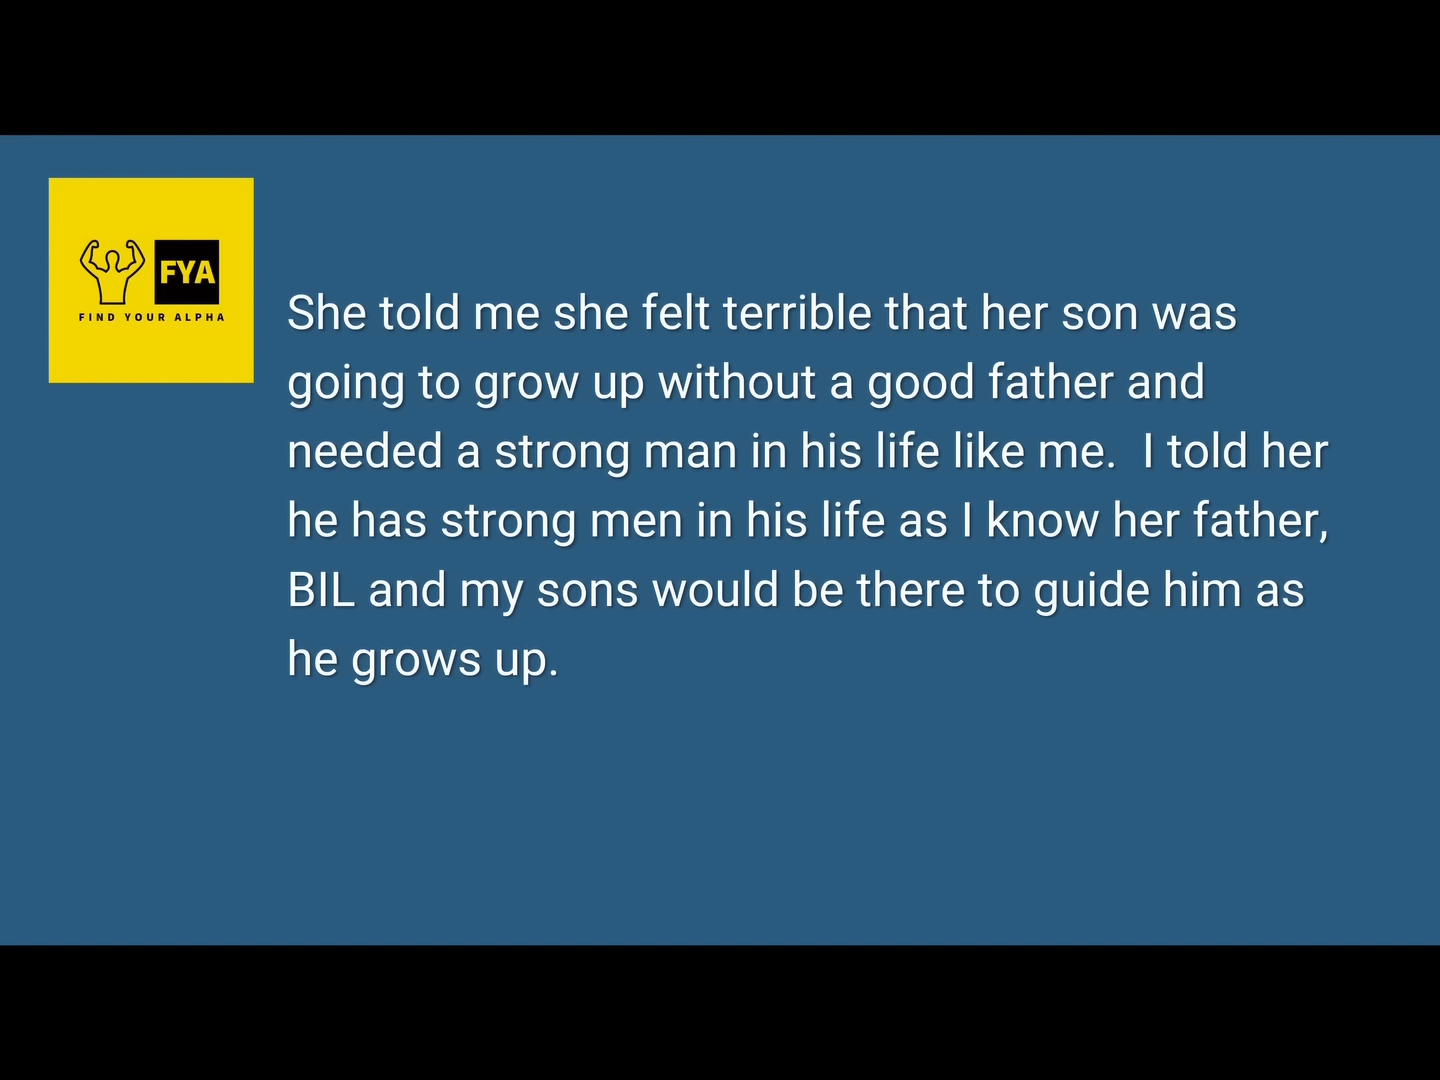 FYA
FIND YOUR ALPHA
She told me she felt terrible that her son was
going to grow up without a good father and
needed a strong man in his life like me.  I told her
he has strong men in his life as I know her father,
BIL and my sons would be there to guide him as
he grows up.